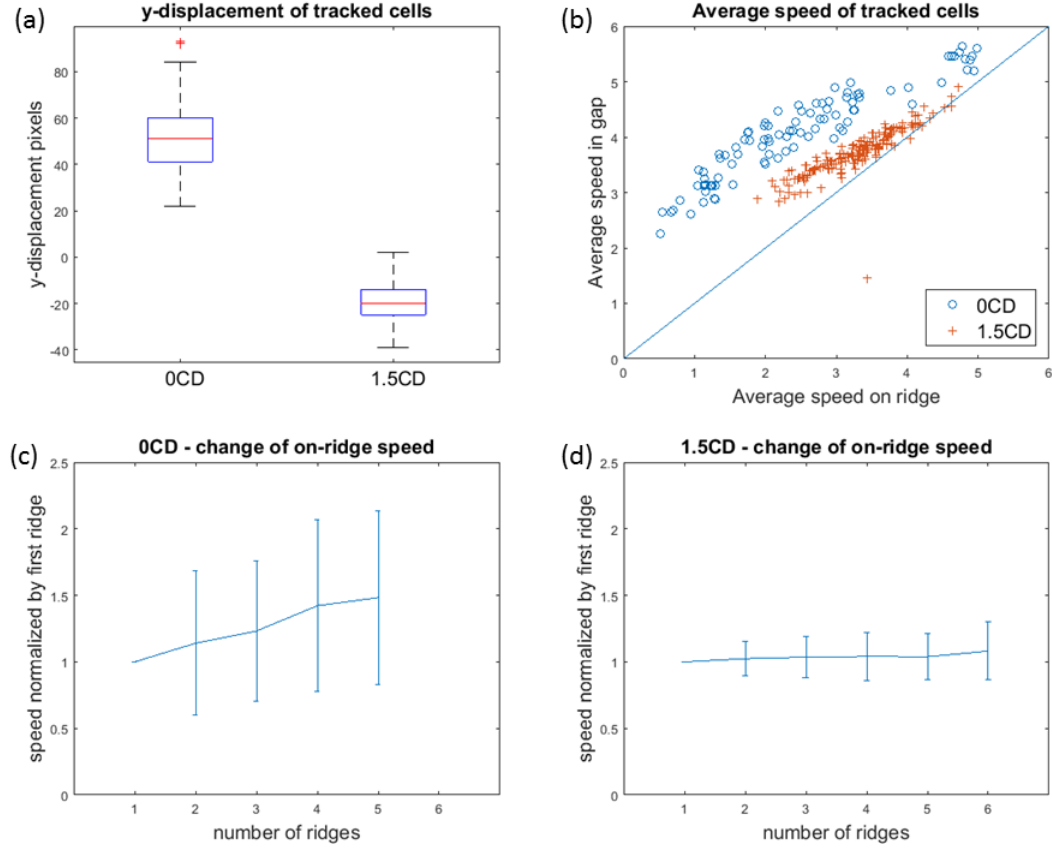 (a)
y-displacement of tracked cells
y-displacement pixels
80
60
40
20
0
-20
-40
0CD
1.5CD
(b)
Average speed of tracked cells
Average speed in gap
6
5
4
3
2
1
0
0
1
2
3
4
5
6
Average speed on ridge
0CD
1.5CD
(c)
0CD - change of on-ridge speed
speed normalized by first ridge
2.5
2
1.5
1
0.5
0
1
2
3
4
5
6
number of ridges
(d)
1.5CD - change of on-ridge speed
speed normalized by first ridge
2.5
2
1.5
1
0.5
0
1
2
3
4
5
6
number of ridges